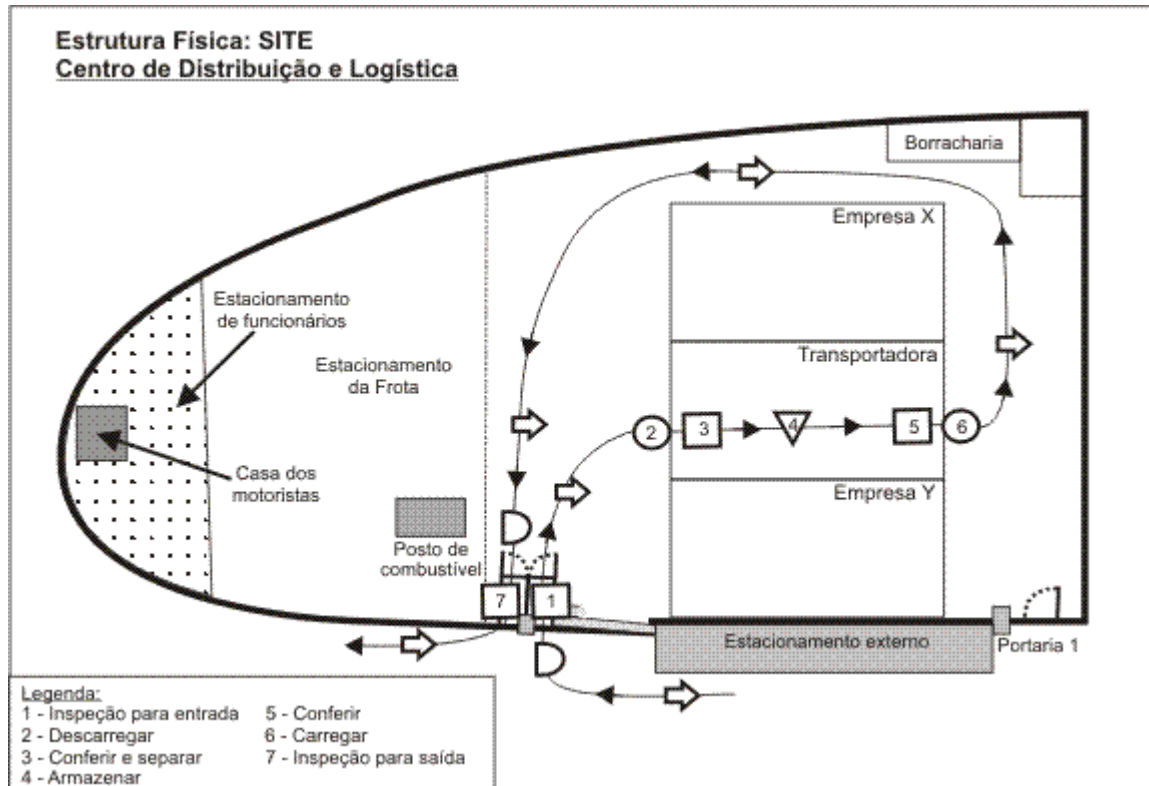 Estrutura Física: SITE
Centro de Distribuição e Logística
Borracharia
Empresa X
Estacionamento
de funcionários
Transportadora
Estacionamento
da Frota
2
3
4
5
6
Casa dos
motoristas
Empresa Y
Posto de
combustível
7
1
Estacionamento externo
Portaria 1
Legenda:
1 - Inspeção para entrada
2 - Descarregar
3 - Conferir e separar
4 - Armazenar
5 - Conferir
6 - Carregar
7 - Inspeção para saída